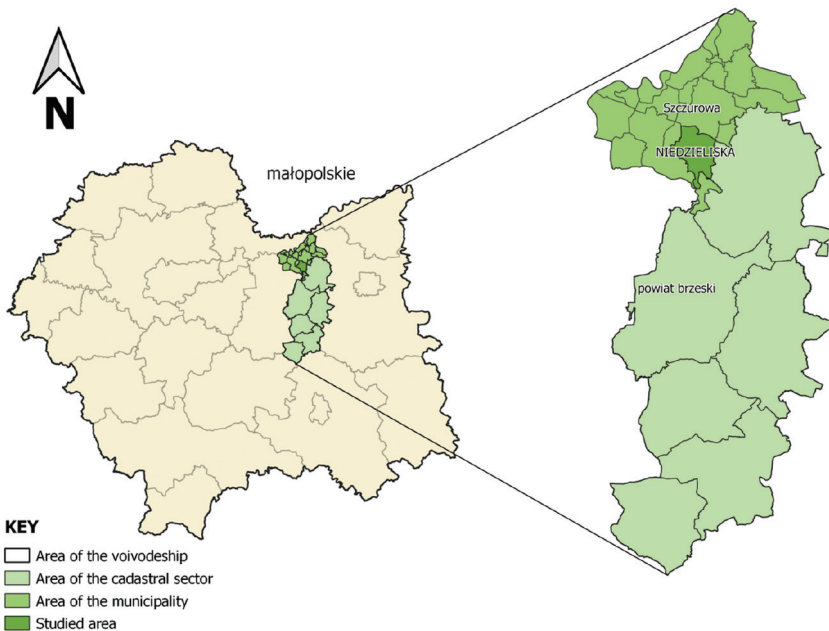 N
małopolskie
Szczurowa
NIEDZIELISKA
powiat brzeski
KEY
Area of the voivodeship
Area of the cadastral sector
Area of the municipality
Studied area